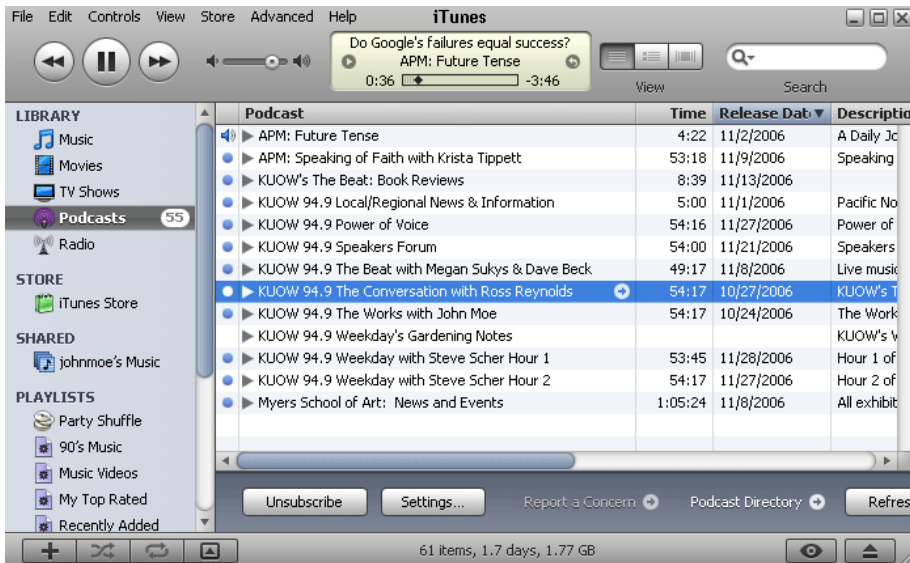 File Edit Controls View Store Advanced Help iTunes
Do Google's failures equal success?
APM: Future Tense
0:36 -3:46
View
Search
LIBRARY
Music
Movies
TV Shows
Podcasts 55
Radio
STORE
iTunes Store
SHARED
johnmoe's Music
PLAYLISTS
Party Shuffle
90's Music
Music Videos
My Top Rated
Recently Added
Podcast Time Release Dat Descriptio
APM: Future Tense 4:22 11/2/2006 A Daily Jo
APM: Speaking of Faith with Krista Tippett 53:18 11/9/2006 Speaking
KUOW's The Beat: Book Reviews 8:39 11/13/2006
KUOW 94.9 Local/Regional News & Information 5:00 11/1/2006 Pacific No
KUOW 94.9 Power of Voice 54:16 11/27/2006 Power of
KUOW 94.9 Speakers Forum 54:00 11/21/2006 Speakers
KUOW 94.9 The Beat with Megan Sukys & Dave Beck 49:17 11/8/2006 Live music
KUOW 94.9 The Conversation with Ross Reynolds 54:17 10/27/2006 KUOW's T
KUOW 94.9 The Works with John Moe 54:17 10/24/2006 The Work
KUOW 94.9 Weekday's Gardening Notes KUOW's W
KUOW 94.9 Weekday with Steve Scher Hour 1 53:45 11/28/2006 Hour 1 of
KUOW 94.9 Weekday with Steve Scher Hour 2 54:17 11/27/2006 Hour 2 of
Myers School of Art: News and Events 1:05:24 11/8/2006 All exhibit
Unsubscribe Settings... Report a Concern Podcast Directory Refres
61 items, 1.7 days, 1.77 GB